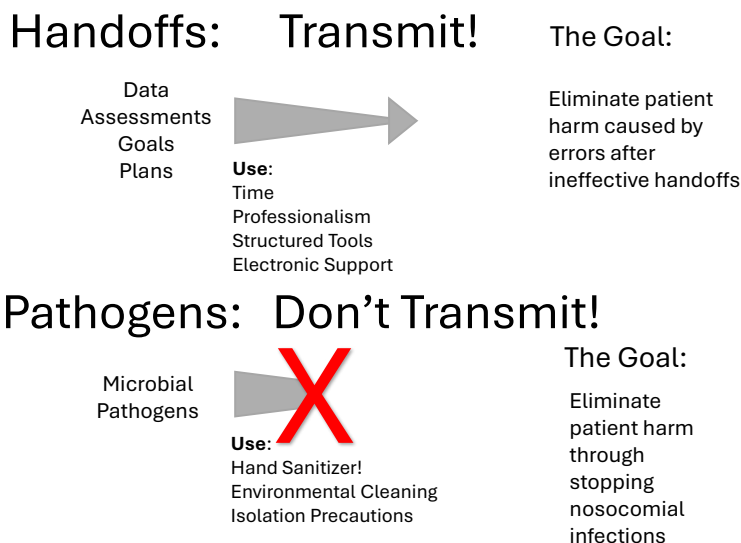 Handoffs: Transmit!
The Goal:
Data
Assessments
Goals
Plans
Use:
Time
Professionalism
Structured Tools
Electronic Support
Eliminate patient
harm caused by
errors after
ineffective handoffs
Pathogens: Don’t Transmit!
The Goal:
Microbial
Pathogens
X
Use:
Hand Sanitizer!
Environmental Cleaning
Isolation Precautions
Eliminate
patient harm
through
stopping
nosocomial
infections